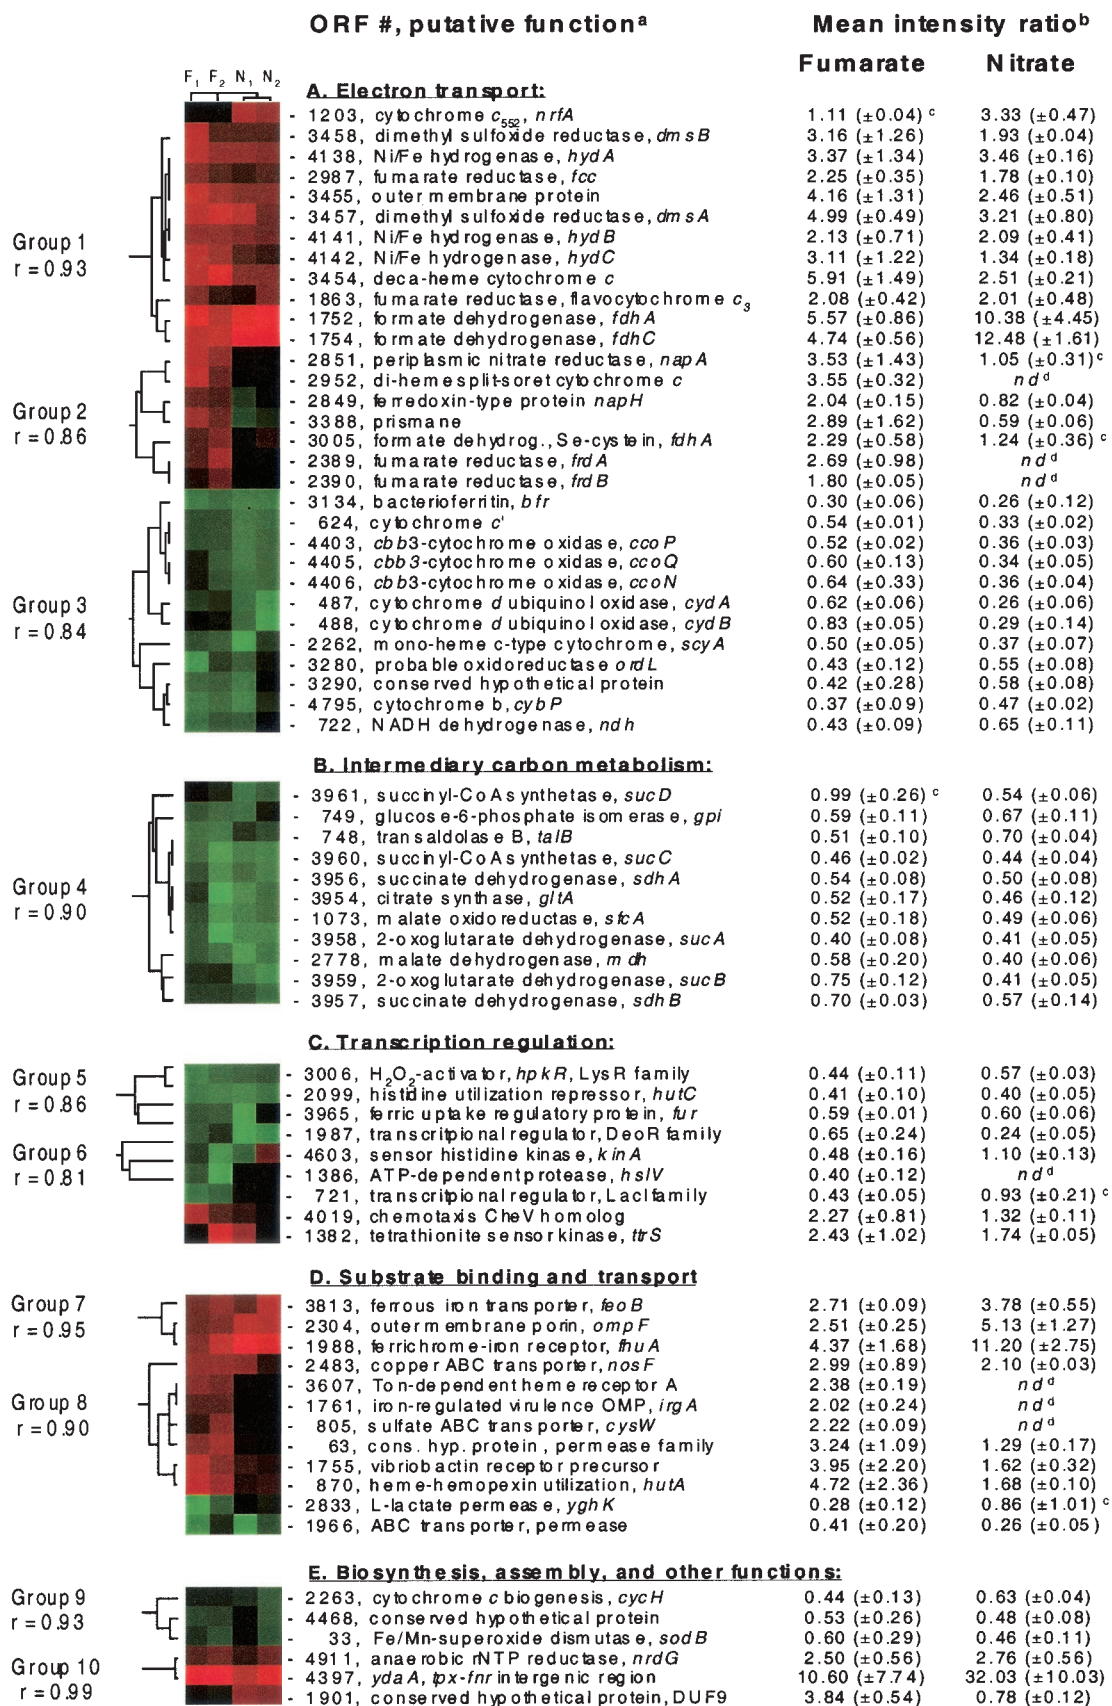 ORF #, putative functionᵃ Mean intensity ratioᵇ
Fumarate Nitrate
F₁ F₂ N₁ N₂
A. Electron transport:
- 1203, cytochrome c₅₅₂, nrfA 1.11 (±0.04) ᶜ 3.33 (±0.47)
- 3458, dimethyl sulfoxide reductase, dmsB 3.16 (±1.26) 1.93 (±0.04)
- 4138, Ni/Fe hydrogenase, hydA 3.37 (±1.34) 3.46 (±0.16)
- 2987, fumarate reductase, fcc 2.25 (±0.35) 1.78 (±0.10)
- 3455, outer membrane protein 4.16 (±1.31) 2.46 (±0.51)
- 3457, dimethyl sulfoxide reductase, dmsA 4.99 (±0.49) 3.21 (±0.80)
Group 1
r = 0.93
- 4141, Ni/Fe hydrogenase, hydB 2.13 (±0.71) 2.09 (±0.41)
- 4142, Ni/Fe hydrogenase, hydC 3.11 (±1.22) 1.34 (±0.18)
- 3454, deca-heme cytochrome c 5.91 (±1.49) 2.51 (±0.21)
- 1863, fumarate reductase, flavocytochrome c₃ 2.08 (±0.42) 2.01 (±0.48)
- 1752, formate dehydrogenase, fdhA 5.57 (±0.86) 10.38 (±4.45)
- 1754, formate dehydrogenase, fdhC 4.74 (±0.56) 12.48 (±1.61)
- 2851, periplasmic nitrate reductase, napA 3.53 (±1.43) 1.05 (±0.31) ᶜ
- 2952, di-heme split-soret cytochrome c 3.55 (±0.32) nd ᵈ
Group 2
r = 0.86
- 2849, ferredoxin-type protein napH 2.04 (±0.15) 0.82 (±0.04)
- 3388, prismane 2.89 (±1.62) 0.59 (±0.06)
- 3005, formate dehydrog., Se-cystein, fdhA 2.29 (±0.58) 1.24 (±0.36) ᶜ
- 2389, fumarate reductase, frdA 2.69 (±0.98) nd ᵈ
- 2390, fumarate reductase, frdB 1.80 (±0.05) nd ᵈ
- 3134, bacterioferritin, bfr 0.30 (±0.06) 0.26 (±0.12)
- 624, cytochrome c' 0.54 (±0.01) 0.33 (±0.02)
- 4403, cbb3-cytochrome oxidase, ccoP 0.52 (±0.02) 0.36 (±0.03)
- 4405, cbb3-cytochrome oxidase, ccoQ 0.60 (±0.13) 0.34 (±0.05)
- 4406, cbb3-cytochrome oxidase, ccoN 0.64 (±0.33) 0.36 (±0.04)
Group 3
r = 0.84
- 487, cytochrome d ubiquinol oxidase, cydA 0.62 (±0.06) 0.26 (±0.06)
- 488, cytochrome d ubiquinol oxidase, cydB 0.83 (±0.05) 0.29 (±0.14)
- 2262, mono-heme c-type cytochrome, scyA 0.50 (±0.05) 0.37 (±0.07)
- 3280, probable oxidoreductase ordL 0.43 (±0.12) 0.55 (±0.08)
- 3290, conserved hypothetical protein 0.42 (±0.28) 0.58 (±0.08)
- 4795, cytochrome b, cybP 0.37 (±0.09) 0.47 (±0.02)
- 722, NADH dehydrogenase, ndh 0.43 (±0.09) 0.65 (±0.11)
B. Intermediary carbon metabolism:
- 3961, succinyl-CoA synthetase, sucD 0.99 (±0.26) ᶜ 0.54 (±0.06)
- 749, glucose-6-phosphate isomerase, gpi 0.59 (±0.11) 0.67 (±0.11)
- 748, transaldolase B, talB 0.51 (±0.10) 0.70 (±0.04)
- 3960, succinyl-CoA synthetase, sucC 0.46 (±0.02) 0.44 (±0.04)
Group 4
r = 0.90
- 3956, succinate dehydrogenase, sdhA 0.54 (±0.08) 0.50 (±0.08)
- 3954, citrate synthase, gltA 0.52 (±0.17) 0.46 (±0.12)
- 1073, malate oxidoreductase, sfcA 0.52 (±0.18) 0.49 (±0.06)
- 3958, 2-oxoglutarate dehydrogenase, sucA 0.40 (±0.08) 0.41 (±0.05)
- 2778, malate dehydrogenase, mdh 0.58 (±0.20) 0.40 (±0.06)
- 3959, 2-oxoglutarate dehydrogenase, sucB 0.75 (±0.12) 0.41 (±0.05)
- 3957, succinate dehydrogenase, sdhB 0.70 (±0.03) 0.57 (±0.14)
C. Transcription regulation:
Group 5
r = 0.86
- 3006, H₂O₂-activator, hpkR, LysR family 0.44 (±0.11) 0.57 (±0.03)
- 2099, histidine utilization repressor, hutC 0.41 (±0.10) 0.40 (±0.05)
- 3965, ferric uptake regulatory protein, fur 0.59 (±0.01) 0.60 (±0.06)
- 1987, transcritpional regulator, DeoR family 0.65 (±0.24) 0.24 (±0.05)
Group 6
r = 0.81
- 4603, sensor histidine kinase, kinA 0.48 (±0.16) 1.10 (±0.13)
- 1386, ATP-dependent protease, hslV 0.40 (±0.12) nd ᵈ
- 721, transcritpional regulator, LacI family 0.43 (±0.05) 0.93 (±0.21) ᶜ
- 4019, chemotaxis CheV homolog 2.27 (±0.81) 1.32 (±0.11)
- 1382, tetrathionite sensor kinase, ttrS 2.43 (±1.02) 1.74 (±0.05)
D. Substrate binding and transport
Group 7
r = 0.95
- 3813, ferrous iron transporter, feoB 2.71 (±0.09) 3.78 (±0.55)
- 2304, outer membrane porin, ompF 2.51 (±0.25) 5.13 (±1.27)
- 1988, ferrichrome-iron receptor, fhuA 4.37 (±1.68) 11.20 (±2.75)
- 2483, copper ABC transporter, nosF 2.99 (±0.89) 2.10 (±0.03)
- 3607, Ton-dependent heme receptor A 2.38 (±0.19) nd ᵈ
Group 8
r = 0.90
- 1761, iron-regulated virulence OMP, irgA 2.02 (±0.24) nd ᵈ
- 805, sulfate ABC transporter, cysW 2.22 (±0.09) nd ᵈ
- 63, cons. hyp. protein, permease family 3.24 (±1.09) 1.29 (±0.17)
- 1755, vibriobactin receptor precursor 3.95 (±2.20) 1.62 (±0.32)
- 870, heme-hemopexin utilization, hutA 4.72 (±2.36) 1.68 (±0.10)
- 2833, L-lactate permease, yghK 0.28 (±0.12) 0.86 (±1.01) ᶜ
- 1966, ABC transporter, permease 0.41 (±0.20) 0.26 (±0.05)
E. Biosynthesis, assembly, and other functions:
Group 9
r = 0.93
- 2263, cytochrome c biogenesis, cycH 0.44 (±0.13) 0.63 (±0.04)
- 4468, conserved hypothetical protein 0.53 (±0.26) 0.48 (±0.08)
- 33, Fe/Mn-superoxide dismutase, sodB 0.60 (±0.29) 0.46 (±0.11)
- 4911, anaerobic rNTP reductase, nrdG 2.50 (±0.56) 2.76 (±0.56)
Group 10
r = 0.99
- 4397, ydaA, tpx-fnr intergenic region 10.60 (±7.74) 32.03 (±10.03)
- 1901, conserved hypothetical protein, DUF9 3.84 (±0.54) 0.78 (±0.12)